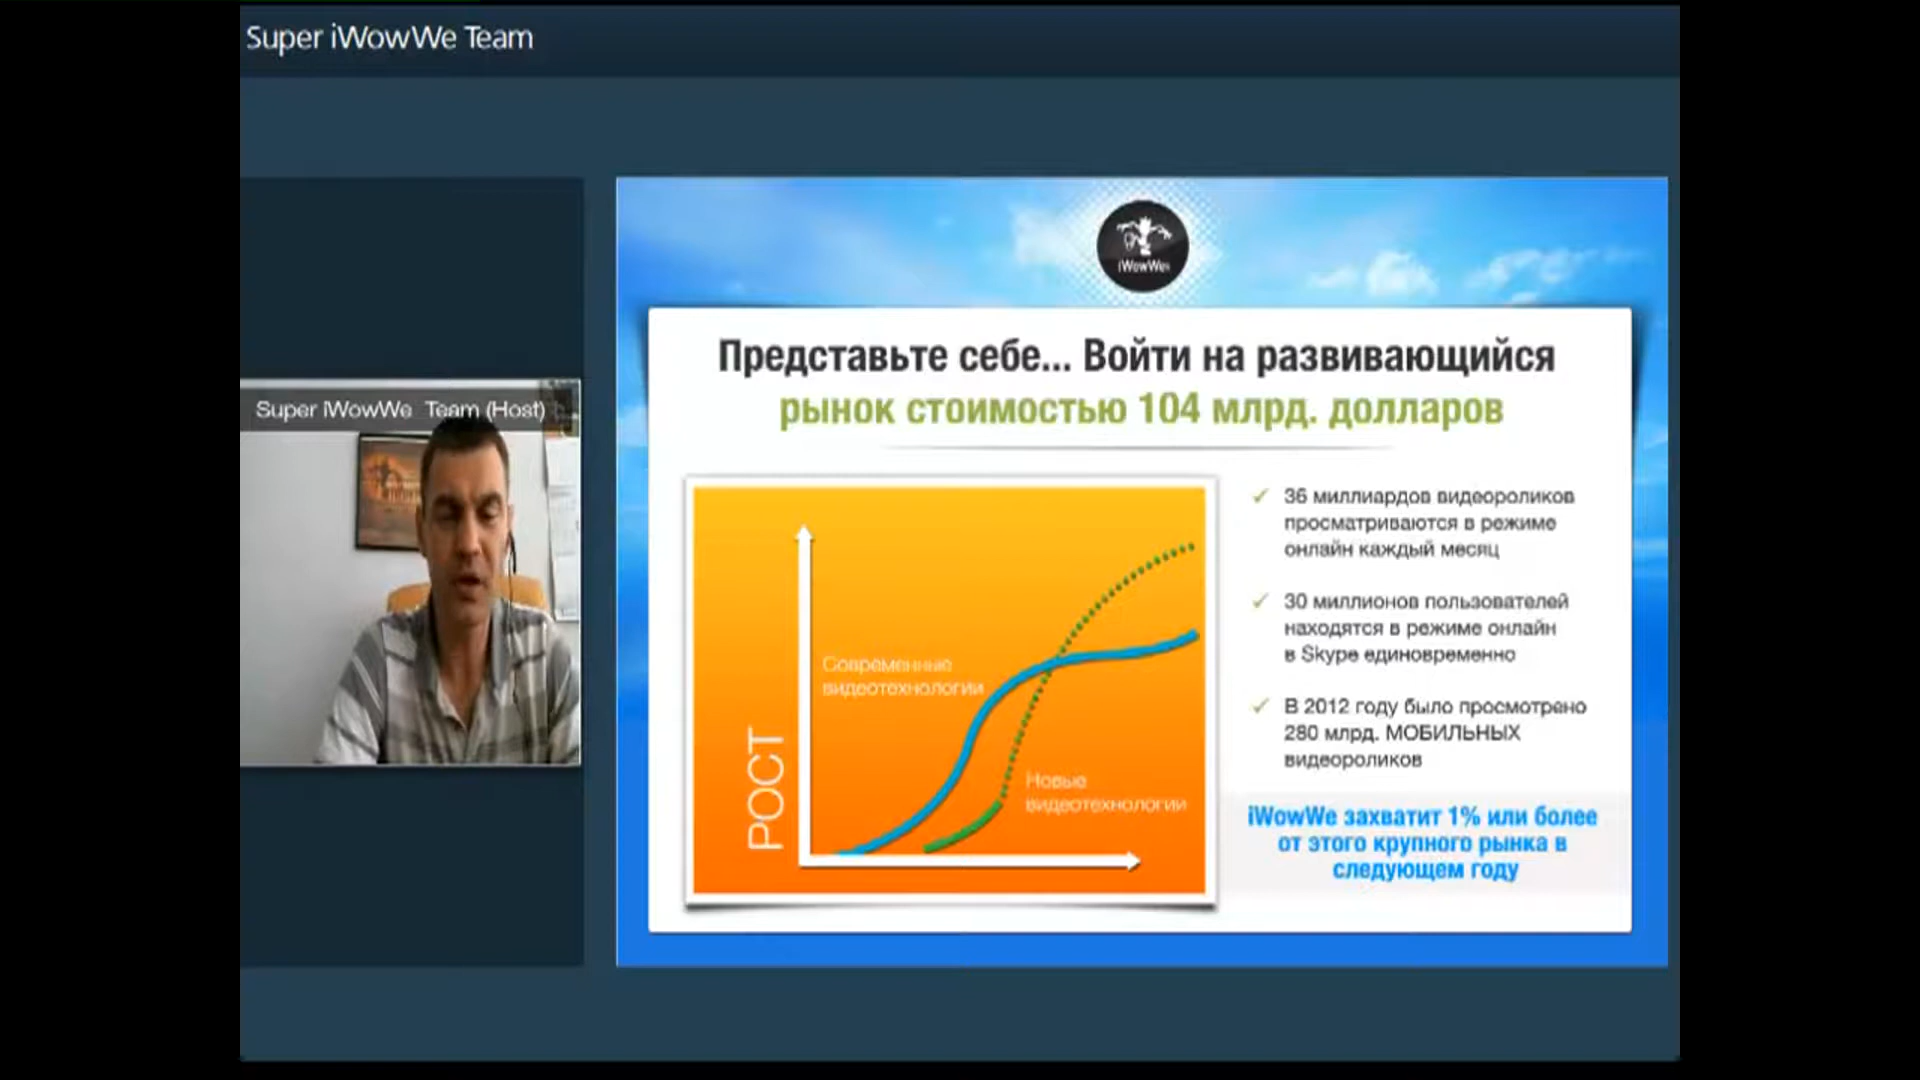 Super iWowWe Team
Super iWowWe Team (Host)
iWowWe
Представьте себе... Войти на развивающийся
рынок стоимостью 104 млрд. долларов
РОСТ
Современные
видеотехнологии
Новые
видеотехнологии
36 миллиардов видеороликов
просматриваются в режиме
онлайн каждый месяц
30 миллионов пользователей
находятся в режиме онлайн
в Skype единовременно
В 2012 году было просмотрено
280 млрд. МОБИЛЬНЫХ
видеороликов
iWowWe захватит 1% или более
от этого крупного рынка в
следующем году